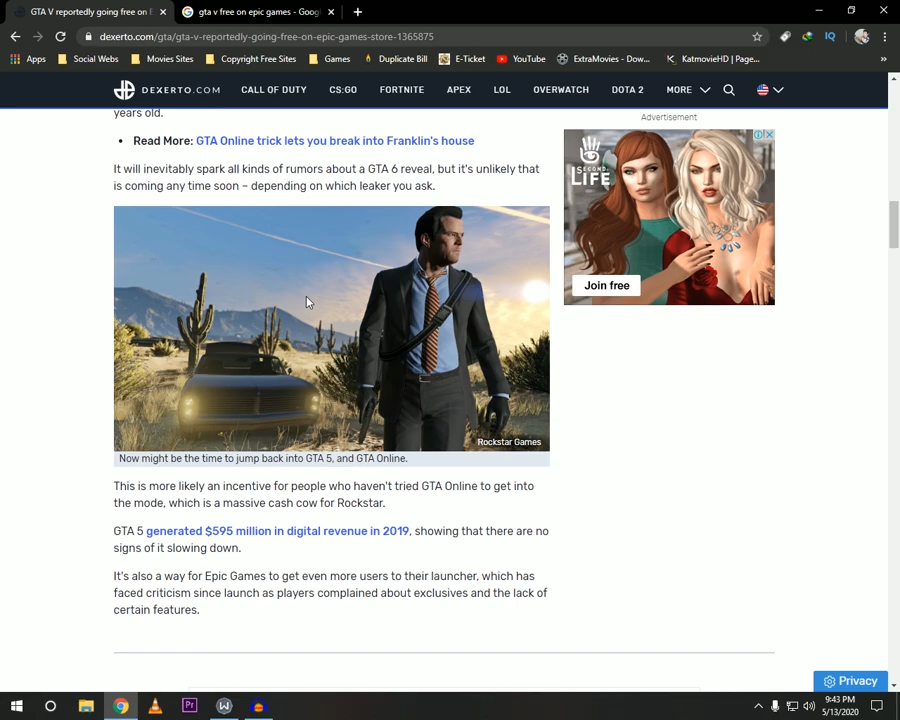 GTA V reportedly going free on E
gta v free on epic games - Goog
dexerto.com/gta/gta-v-reportedly-going-free-on-epic-games-store-1365875
IQ
Apps
Social Webs
Movies Sites
Copyright Free Sites
Games
Duplicate Bill
E-Ticket
YouTube
ExtraMovies - Dow...
KatmovieHD | Page...
DEXERTO.COM
CALL OF DUTY
CS:GO
FORTNITE
APEX
LOL
OVERWATCH
DOTA 2
MORE
years old.
Advertisement
• Read More: GTA Online trick lets you break into Franklin's house
It will inevitably spark all kinds of rumors about a GTA 6 reveal, but it's unlikely that
is coming any time soon – depending on which leaker you ask.
SECOND
LIFE
Join free
Rockstar Games
Now might be the time to jump back into GTA 5, and GTA Online.
This is more likely an incentive for people who haven't tried GTA Online to get into
the mode, which is a massive cash cow for Rockstar.
GTA 5 generated $595 million in digital revenue in 2019, showing that there are no
signs of it slowing down.
It's also a way for Epic Games to get even more users to their launcher, which has
faced criticism since launch as players complained about exclusives and the lack of
certain features.
Privacy
Pr
9:43 PM
5/13/2020